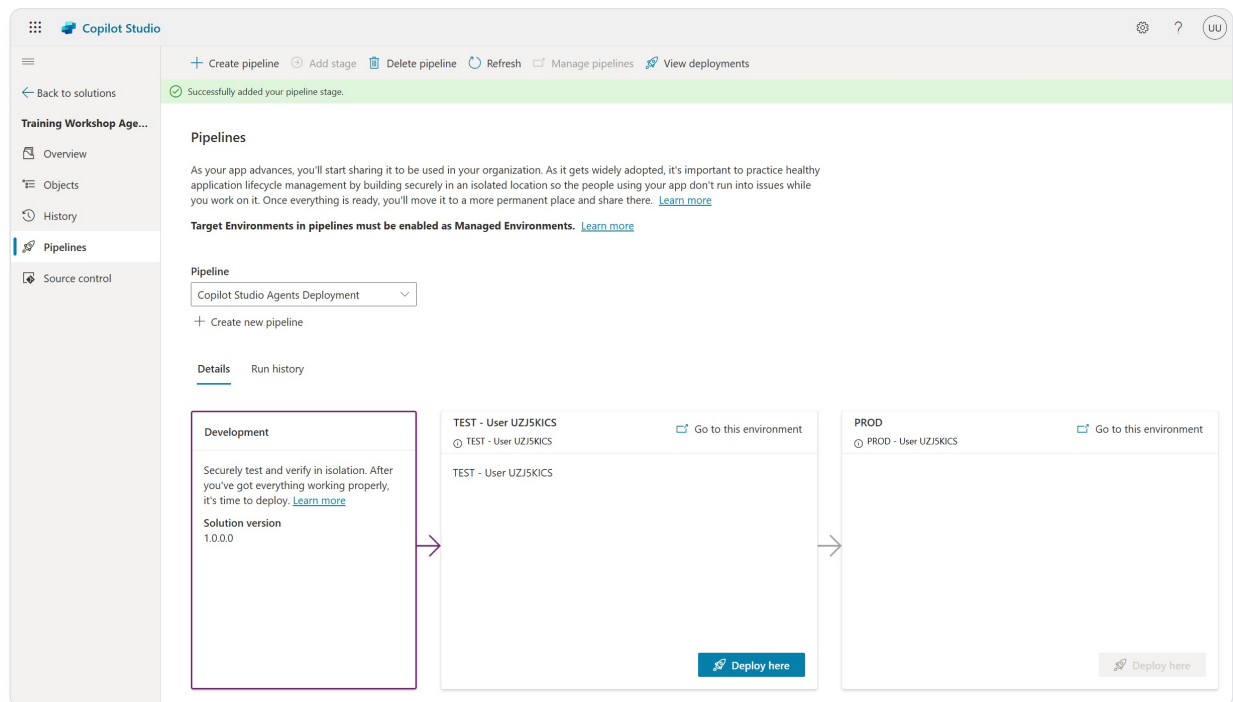 Copilot Studio
UU
Create pipeline Add stage Delete pipeline Refresh Manage pipelines View deployments
Back to solutions
Successfully added your pipeline stage.
Training Workshop Age...
Overview
Objects
History
Pipelines
Source control
Pipelines
As your app advances, you'll start sharing it to be used in your organization. As it gets widely adopted, it's important to practice healthy
application lifecycle management by building securely in an isolated location so the people using your app don't run into issues while
you work on it. Once everything is ready, you'll move it to a more permanent place and share there. Learn more
Target Environments in pipelines must be enabled as Managed Environments. Learn more
Pipeline
Copilot Studio Agents Deployment
Create new pipeline
Details Run history
Development
Securely test and verify in isolation. After
you've got everything working properly,
it's time to deploy. Learn more
Solution version
1.0.0.0
TEST - User UZJ5KICS
TEST - User UZJ5KICS
Go to this environment
TEST - User UZJ5KICS
Deploy here
PROD
PROD - User UZJ5KICS
Go to this environment
Deploy here